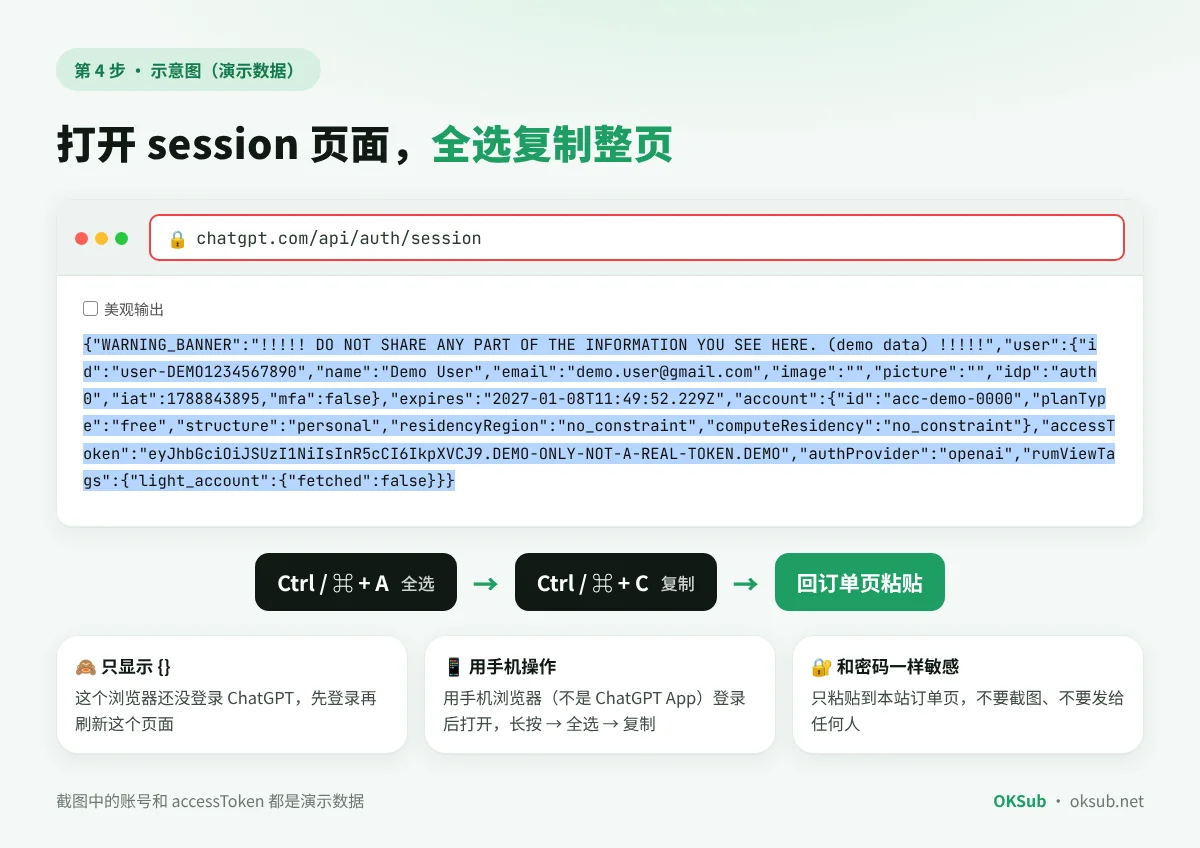 第 4 步 · 示意图（演示数据）
打开 session 页面，全选复制整页
🔒 chatgpt.com/api/auth/session
美观输出
{"WARNING_BANNER":"!!!!! DO NOT SHARE ANY PART OF THE INFORMATION YOU SEE HERE. (demo data) !!!!!","user":{"i
d":"user-DEMO1234567890","name":"Demo User","email":"demo.user@gmail.com","image":"","picture":"","idp":"auth
0","iat":1788843895,"mfa":false},"expires":"2027-01-08T11:49:52.229Z","account":{"id":"acc-demo-0000","planTyp
e":"free","structure":"personal","residencyRegion":"no_constraint","computeResidency":"no_constraint"},"accessT
oken":"eyJhbGciOiJSUzI1NiIsInR5cCI6IkpXVCJ9.DEMO-ONLY-NOT-A-REAL-TOKEN.DEMO","authProvider":"openai","rumViewTa
gs":{"light_account":{"fetched":false}}}
Ctrl / ⌘ + A 全选 → Ctrl / ⌘ + C 复制 → 回订单页粘贴
🙈 只显示 {}
这个浏览器还没登录 ChatGPT，先登录再
刷新这个页面
📱 用手机操作
用手机浏览器（不是 ChatGPT App）登录
后打开，长按 → 全选 → 复制
🔐 和密码一样敏感
只粘贴到本站订单页，不要截图、不要发给
任何人
截图中的账号和 accessToken 都是演示数据
OKSub · oksub.net